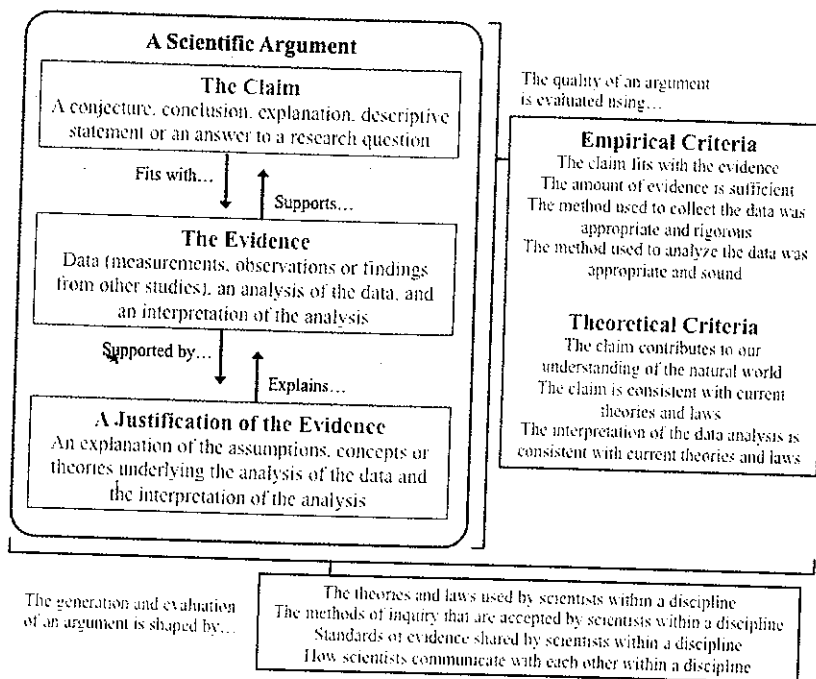 A Scientific Argument
The Claim
A conjecture, conclusion, explanation, descriptive
statement or an answer to a research question
Fits with...
Supports...
The Evidence
Data (measurements, observations or findings
from other studies), an analysis of the data, and
an interpretation of the analysis
Supported by...
Explains...
A Justification of the Evidence
An explanation of the assumptions, concepts or
theories underlying the analysis of the data and
the interpretation of the analysis
The quality of an argument
is evaluated using...
Empirical Criteria
The claim fits with the evidence
The amount of evidence is sufficient
The method used to collect the data was
appropriate and rigorous
The method used to analyze the data was
appropriate and sound
Theoretical Criteria
The claim contributes to our
understanding of the natural world
The claim is consistent with current
theories and laws
The interpretation of the data analysis is
consistent with current theories and laws
The generation and evaluation
of an argument is shaped by...
The theories and laws used by scientists within a discipline
The methods of inquiry that are accepted by scientists within a discipline
Standards of evidence shared by scientists within a discipline
How scientists communicate with each other within a discipline